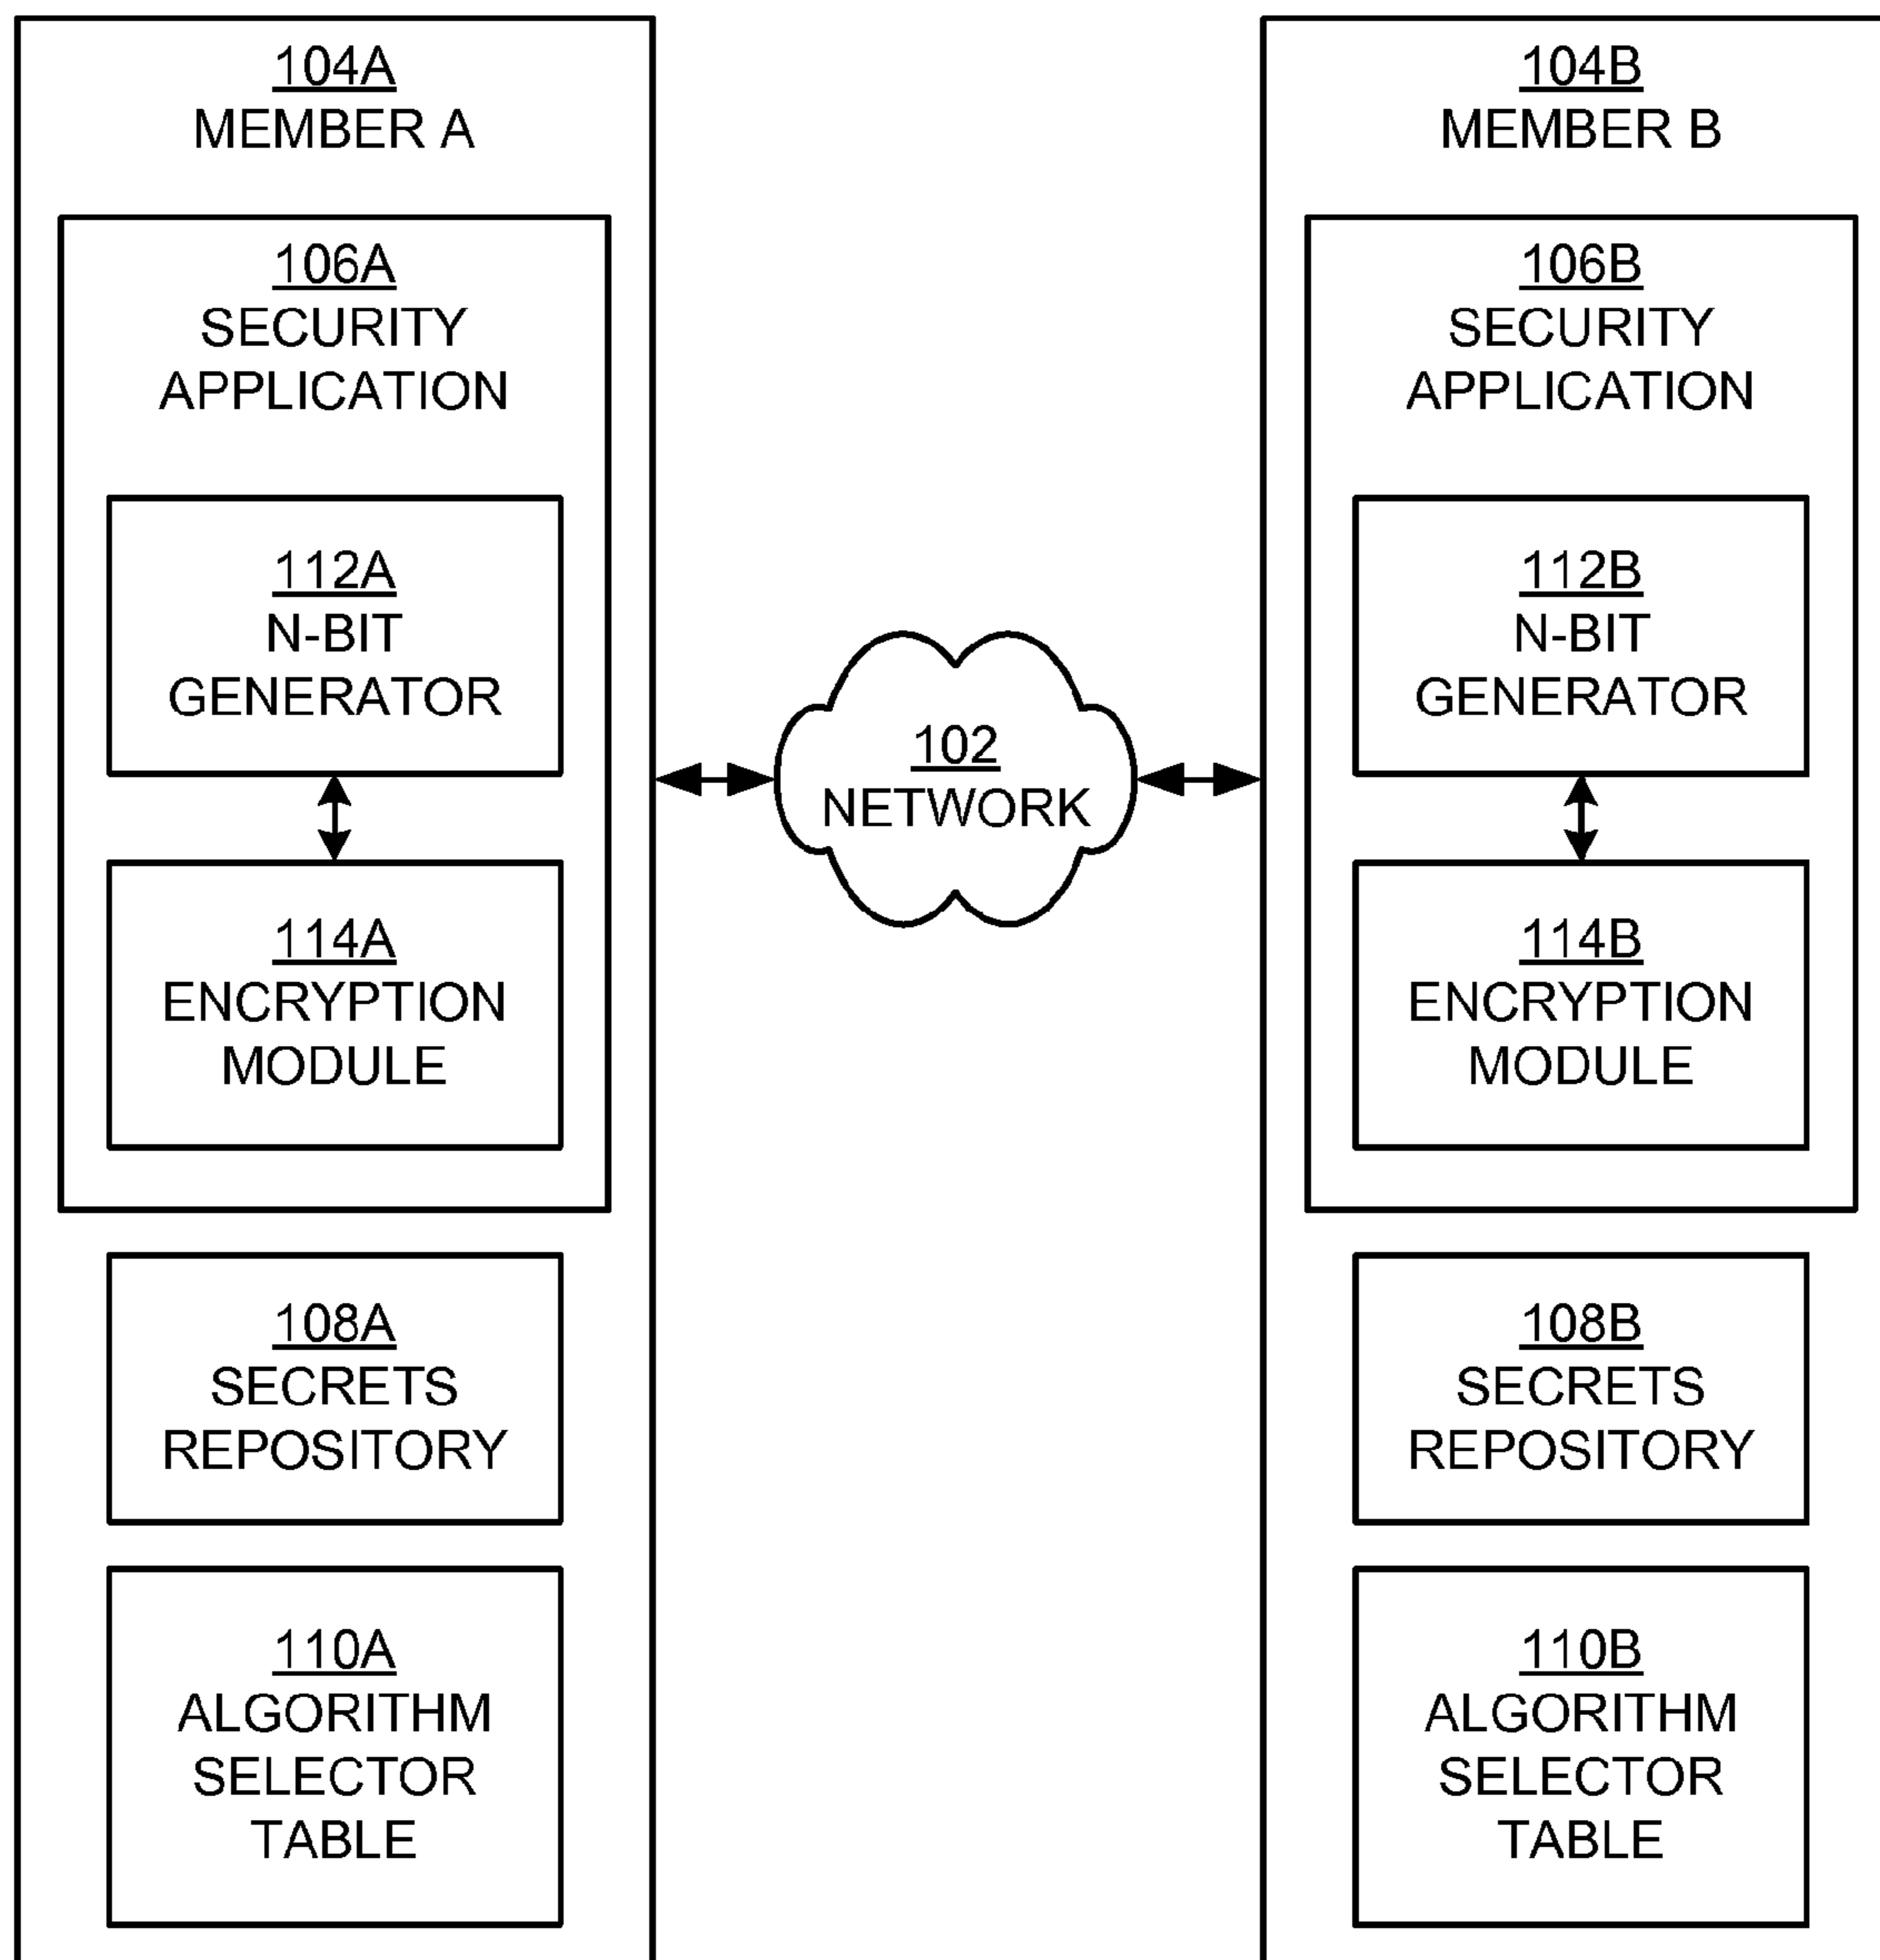 104A
MEMBER A
106A
SECURITY
APPLICATION
112A
N-BIT
GENERATOR
114A
ENCRYPTION
MODULE
108A
SECRETS
REPOSITORY
110A
ALGORITHM
SELECTOR
TABLE
102
NETWORK
104B
MEMBER B
106B
SECURITY
APPLICATION
112B
N-BIT
GENERATOR
114B
ENCRYPTION
MODULE
108B
SECRETS
REPOSITORY
110B
ALGORITHM
SELECTOR
TABLE